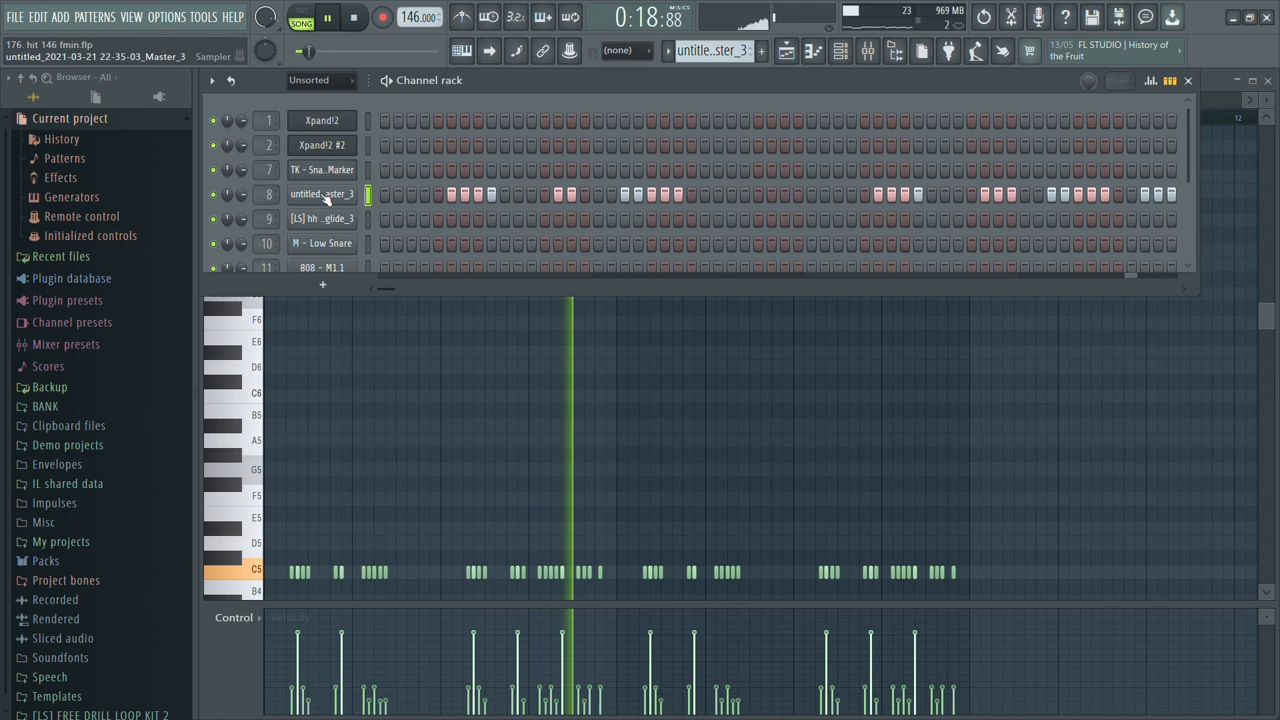 FILE EDIT ADD PATTERNS VIEW OPTIONS TOOLS HELP
PAT
SONG
146.000
3.2
0:18:88
23
969 MB
2
176. hit 146 fmin.flp
untitled_2021-03-21 22-35-03_Master_3
Sampler
(none)
untitle..ster_3
13/05 FL STUDIO | History of
the Fruit
Browser - All
Unsorted
Channel rack
12
Current project
History
Patterns
Effects
Generators
Remote control
Initialized controls
Recent files
Plugin database
Plugin presets
Channel presets
Mixer presets
Scores
Backup
BANK
Clipboard files
Demo projects
Envelopes
IL shared data
Impulses
Misc
My projects
Packs
Project bones
Recorded
Rendered
Sliced audio
Soundfonts
Speech
Templates
[LS] FREE DRILL LOOP KIT 2
1 Xpand!2
2 Xpand!2 #2
7 TK - Sna..Marker
8 untitled..aster_3
9 [LS] hh ..glide_3
10 M - Low Snare
11 808 - M1.1
+
F6
E6
D6
C6
B5
A5
G5
F5
E5
D5
C5
B4
Control
Velocity